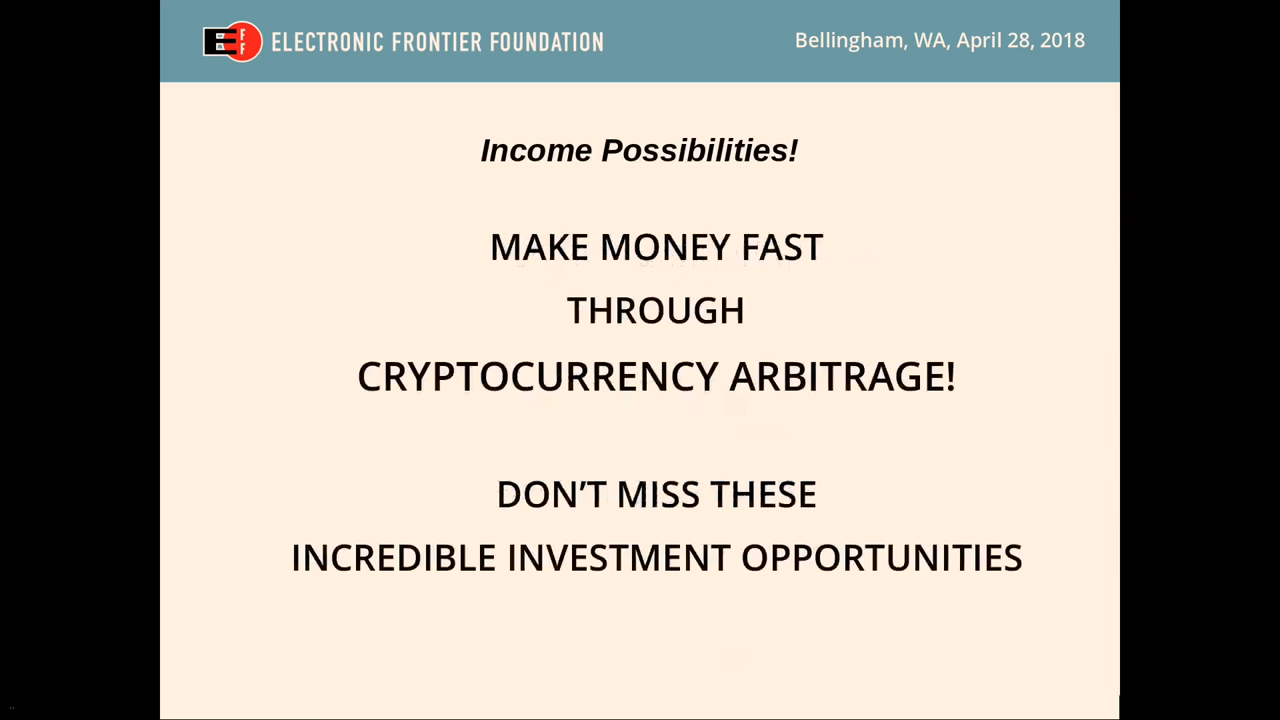 EFF ELECTRONIC FRONTIER FOUNDATION
Bellingham, WA, April 28, 2018
Income Possibilities!
MAKE MONEY FAST
THROUGH
CRYPTOCURRENCY ARBITRAGE!
DON’T MISS THESE
INCREDIBLE INVESTMENT OPPORTUNITIES